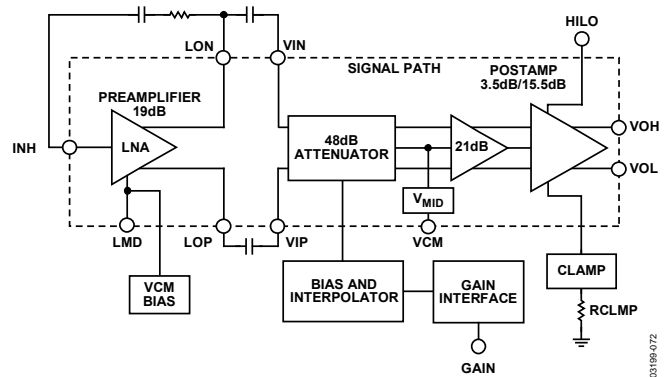 HILO
LON
VIN
SIGNAL PATH
POSTAMP
3.5dB/15.5dB
PREAMPLIFIER
19dB
INH
LNA
48dB
ATTENUATOR
21dB
VOH
VOL
VMID
LMD
LOP
VIP
VCM
VCM
BIAS
BIAS AND
INTERPOLATOR
GAIN
INTERFACE
CLAMP
RCLMP
GAIN
03199-072